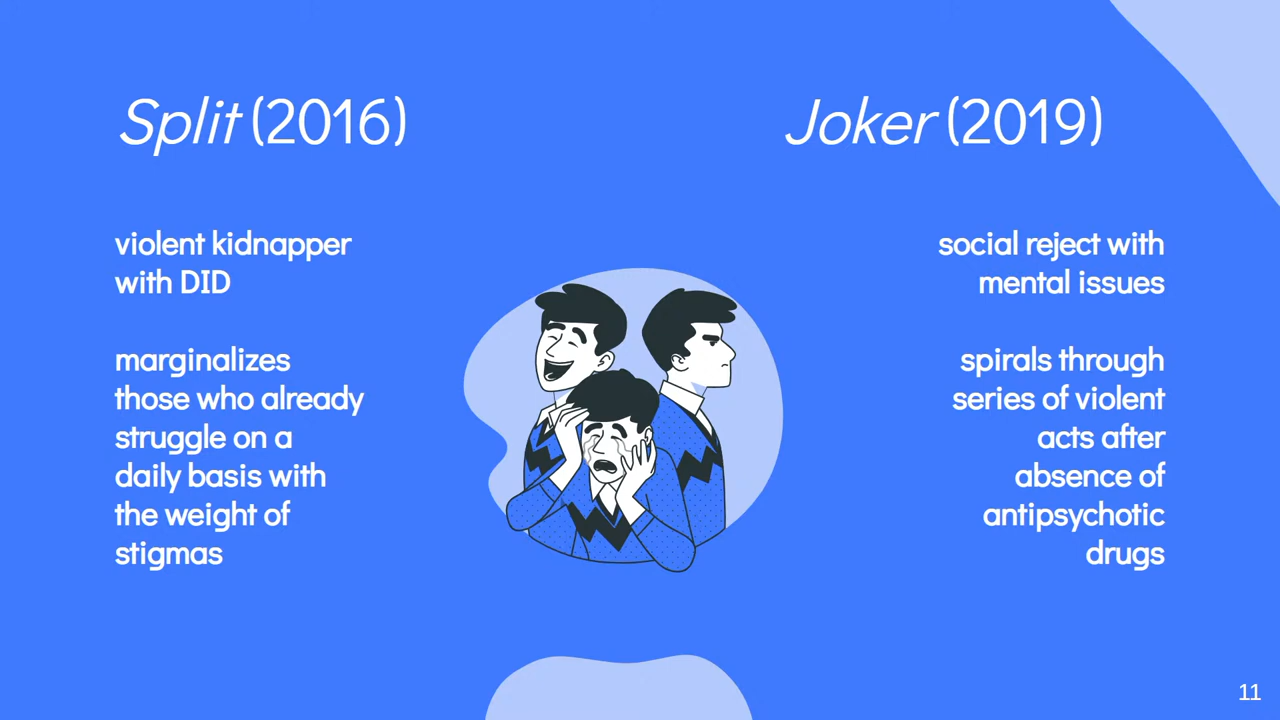 Split (2016)
violent kidnapper
with DID
marginalizes
those who already
struggle on a
daily basis with
the weight of
stigmas
Joker (2019)
social reject with
mental issues
spirals through
series of violent
acts after
absence of
antipsychotic
drugs
11